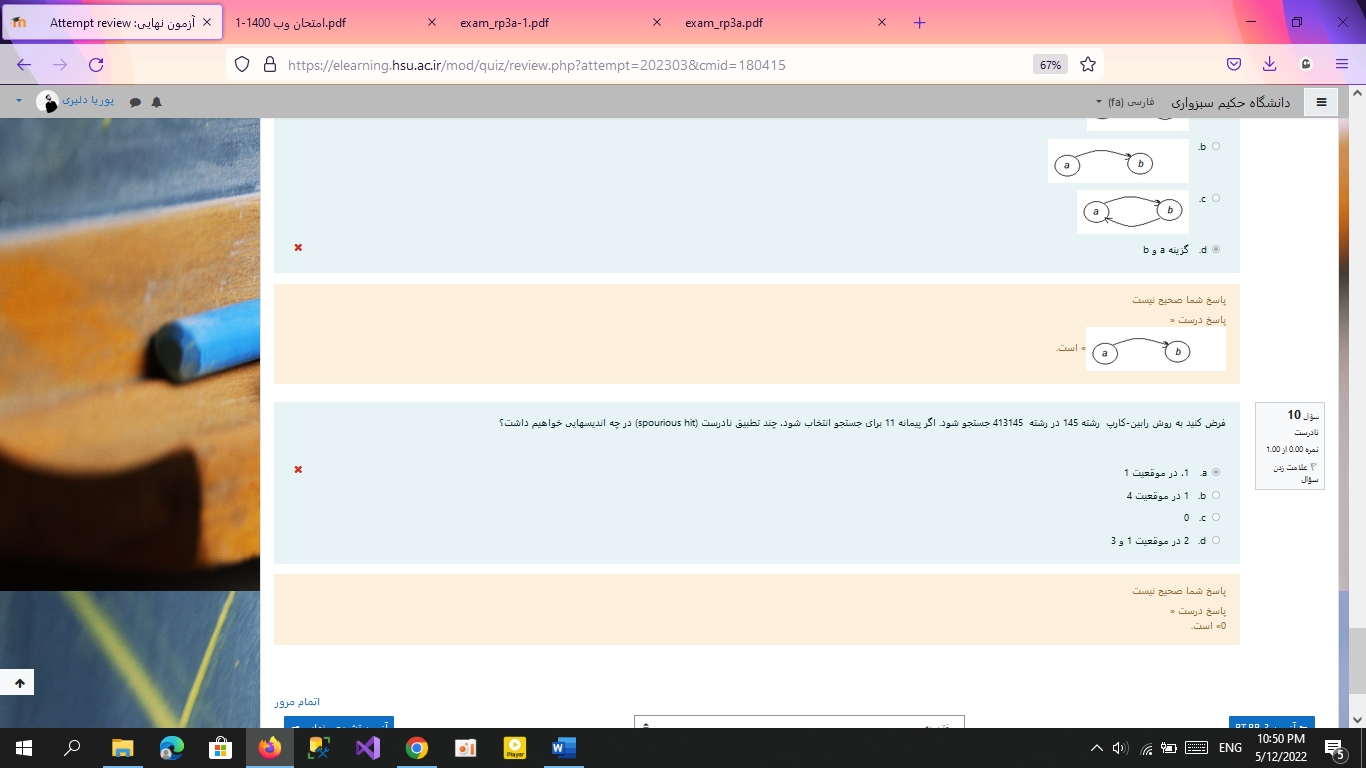 Attempt review :آزمون نهایی
امتحان وب 1400-1.pdf
exam_rp3a-1.pdf
exam_rp3a.pdf
https://elearning.hsu.ac.ir/mod/quiz/review.php?attempt=202303&cmid=180415
67%
دانشگاه حکیم سبزواری
فارسی (fa)
پوریا دلیری
b.
a
b
c.
a
b
d. گزینه a و b
پاسخ شما صحیح نیست
پاسخ درست «
a
b
» است.
سؤال 10
نادرست
نمره 0.00 از 1.00
علامت زدن
سؤال
فرض کنید به روش رابین-کارپ رشته 145 در رشته 413145 جستجو شود. اگر پیمانه 11 برای جستجو انتخاب شود، چند تطبیق نادرست (spourious hit) در چه اندیسهایی خواهیم داشت؟
a. 1، در موقعیت 1
b. 1 در موقعیت 4
c. 0
d. 2 در موقعیت 1 و 3
پاسخ شما صحیح نیست
پاسخ درست «
0» است.
اتمام مرور
ENG
10:50 PM
5/12/2022
5
Player